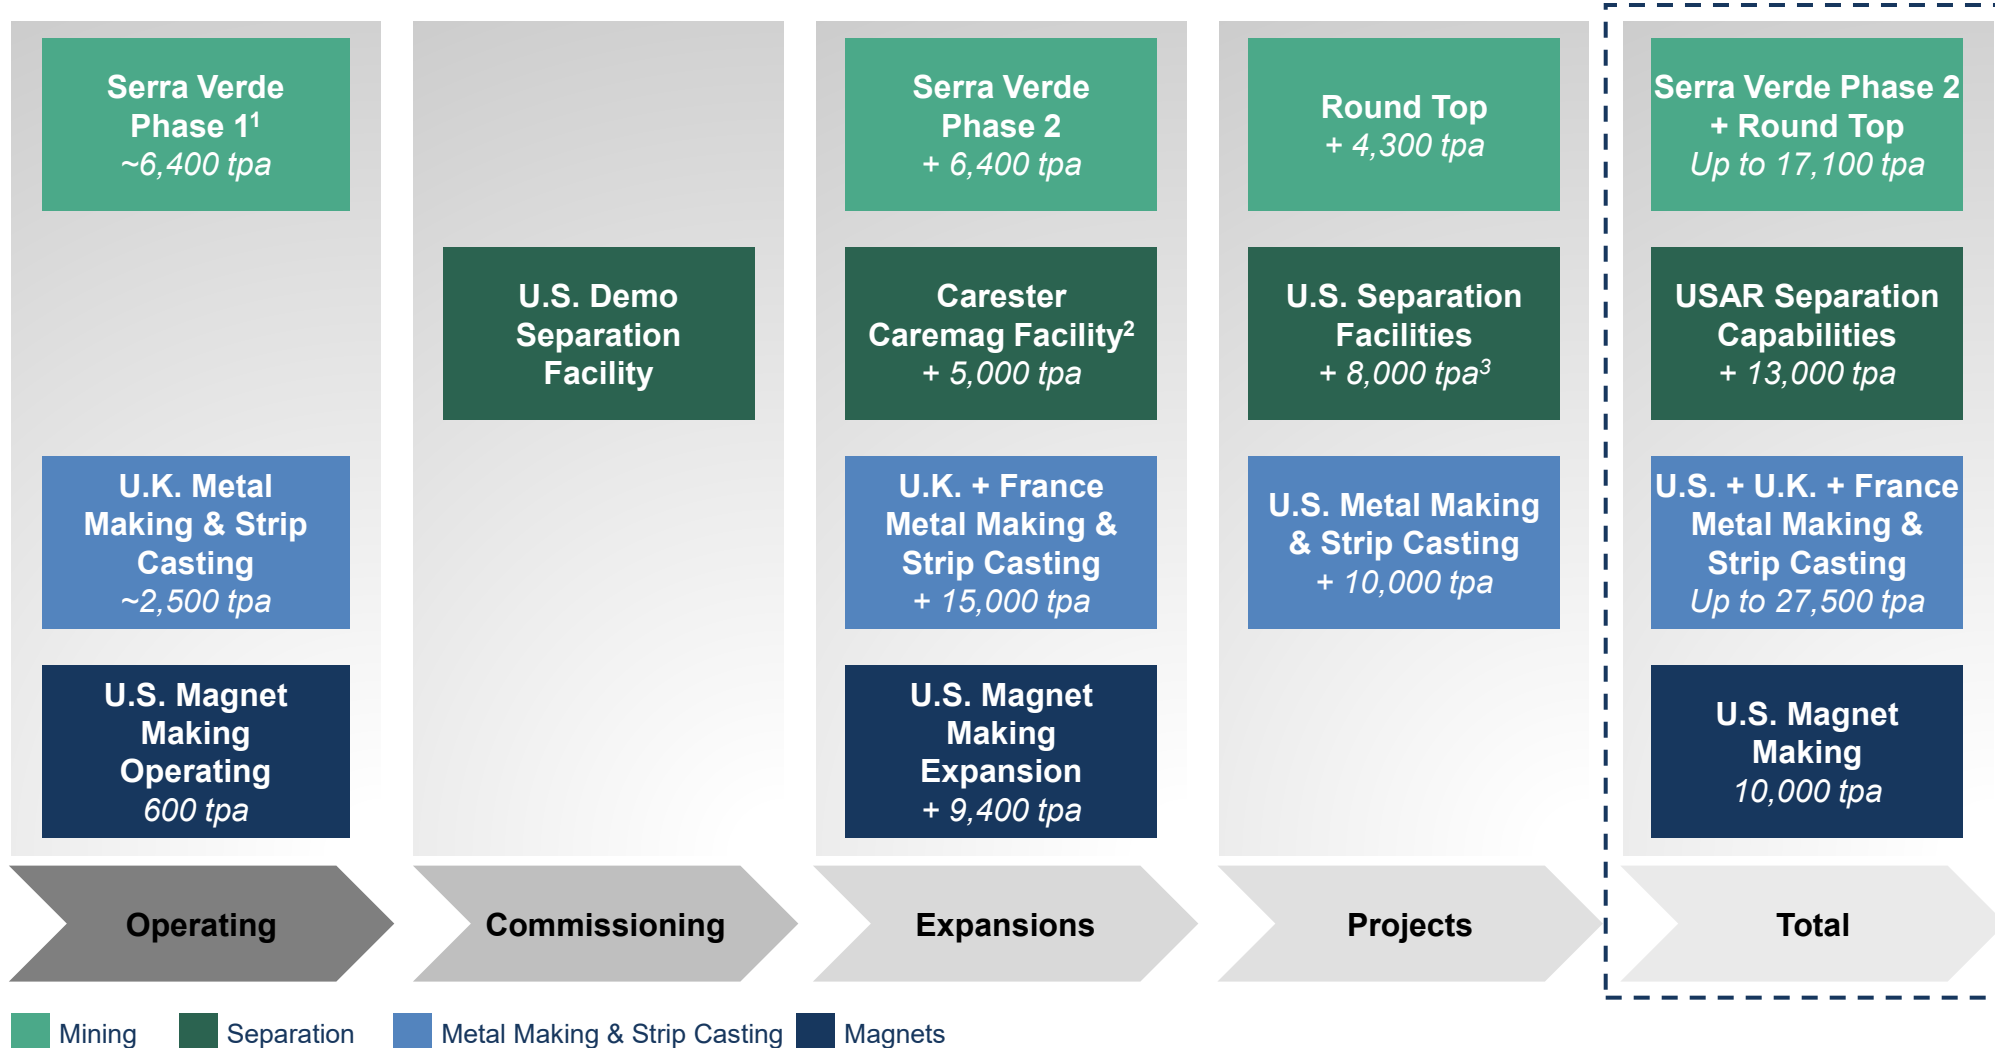 Serra Verde
Phase 1¹
~6,400 tpa
Serra Verde
Phase 2
+ 6,400 tpa
Round Top
+ 4,300 tpa
Serra Verde Phase 2
+ Round Top
Up to 17,100 tpa
U.S. Demo
Separation
Facility
Carester
Caremag Facility²
+ 5,000 tpa
U.S. Separation
Facilities
+ 8,000 tpa³
USAR Separation
Capabilities
+ 13,000 tpa
U.K. Metal
Making & Strip
Casting
~2,500 tpa
U.K. + France
Metal Making &
Strip Casting
+ 15,000 tpa
U.S. Metal Making
& Strip Casting
+ 10,000 tpa
U.S. + U.K. + France
Metal Making &
Strip Casting
Up to 27,500 tpa
U.S. Magnet
Making
Operating
600 tpa
U.S. Magnet
Making
Expansion
+ 9,400 tpa
U.S. Magnet
Making
10,000 tpa
Operating
Commissioning
Expansions
Projects
Total
Mining
Separation
Metal Making & Strip Casting
Magnets